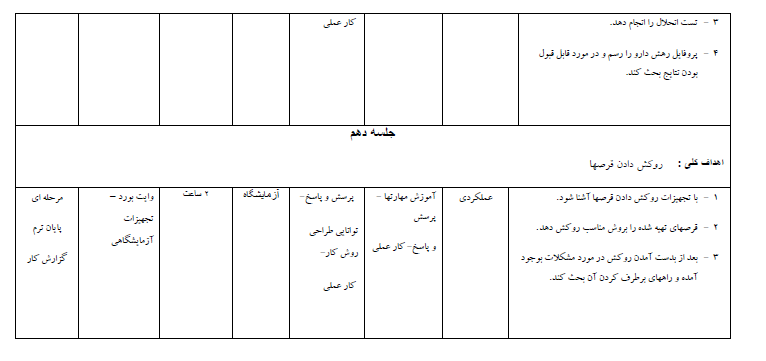 ۳ – تست انحلال را انجام دهد.
۴ – پروفایل رهش دارو را رسم و در مورد قابل قبول
بودن نتایج بحث کند.
کار عملی
جلسه دهم
اهداف کلی : روکش دادن قرصها
۱ – با تجهیزات روکش دادن قرصها آشنا شود.
۲ – قرصهای تهیه شده را بروش مناسب روکش دهد.
۳ – بعد از بدست آمدن روکش در مورد مشکلات بوجود
آمده و راههای برطرف کردن آن بحث کند.
عملکردی
آموزش مهارتها –
پرسش
و پاسخ– کار عملی
پرسش و پاسخ–
توانایی طراحی
روش کار–
کار عملی
آزمایشگاه
۲ ساعت
وایت بورد –
تجهیزات
آزمایشگاهی
مرحله ای
پایان ترم
گزارش کار